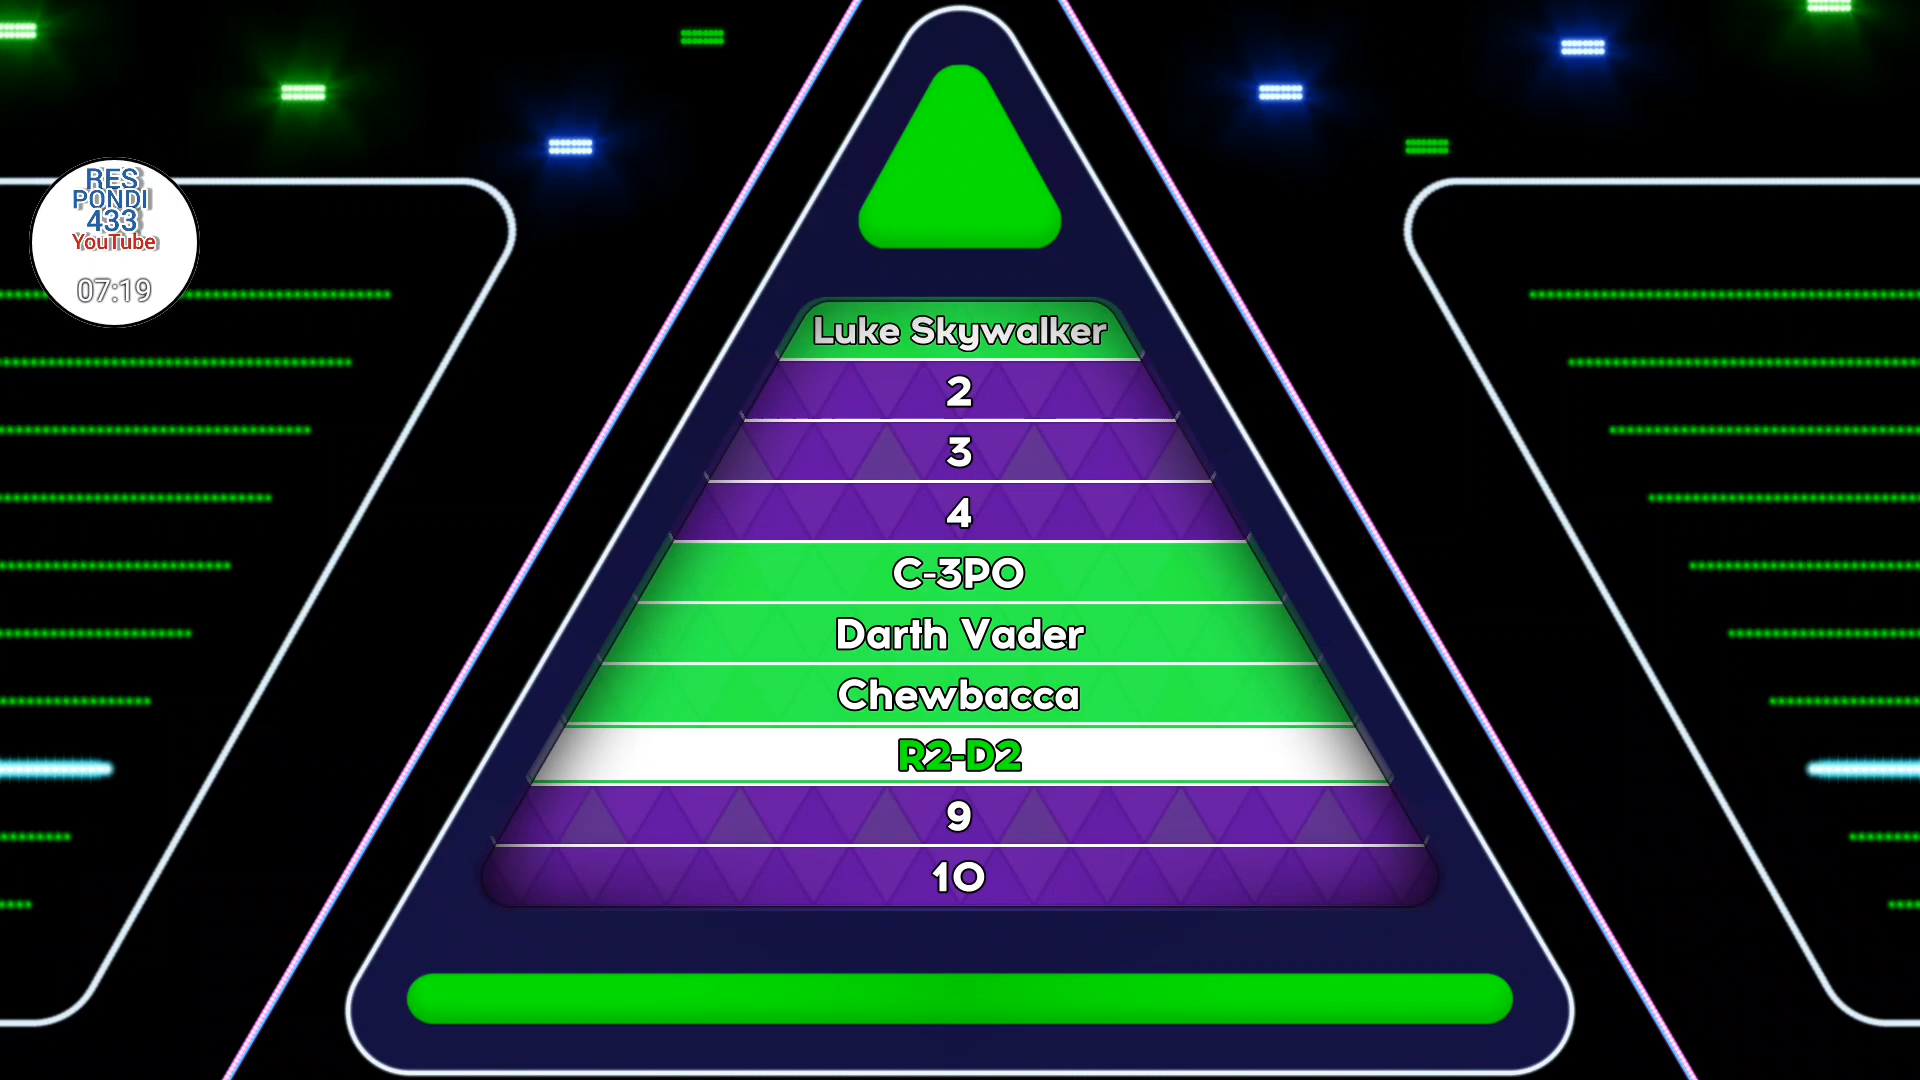 RES
PONDI
433
YouTube
07:19
Luke Skywalker
2
3
4
C-3PO
Darth Vader
Chewbacca
R2-D2
9
10